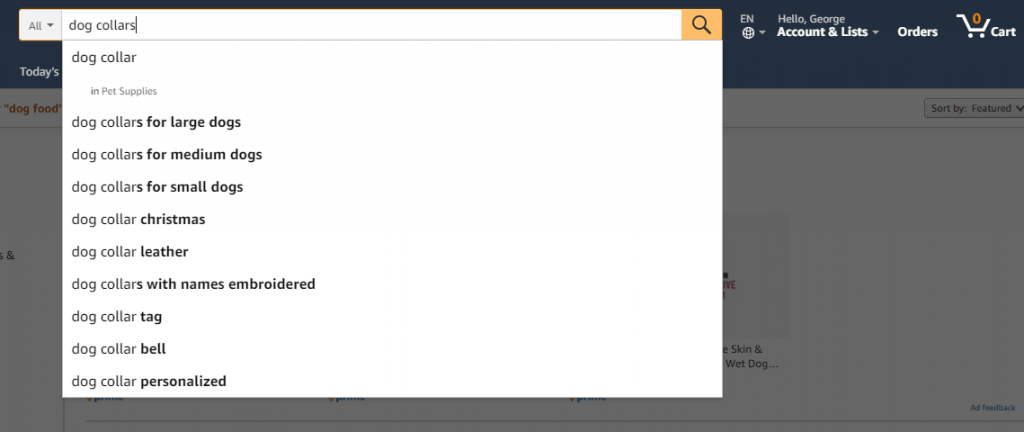 All dog collars
EN Hello, George 0
Account & Lists Orders Cart
Today's
dog collar
in Pet Supplies
"dog food"
Sort by: Featured
dog collars for large dogs
dog collars for medium dogs
dog collars for small dogs
dog collar christmas
dog collar leather
s &
dog collars with names embroidered
dog collar tag
dog collar bell
e Skin &
Wet Dog...
dog collar personalized
prime prime prime
Ad feedback